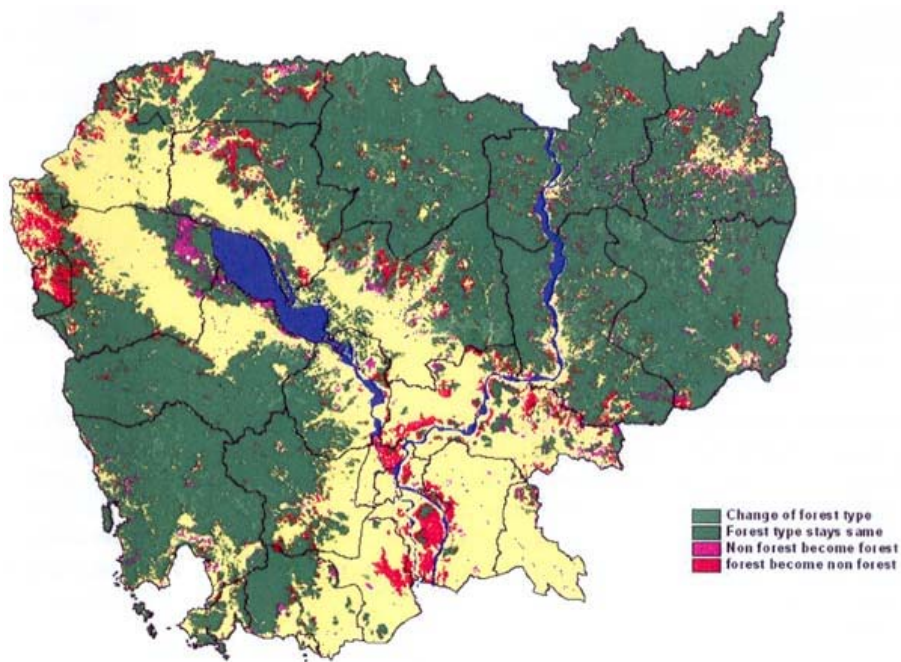 Change of forest type
Forest type stays same
Non forest become forest
forest become non forest